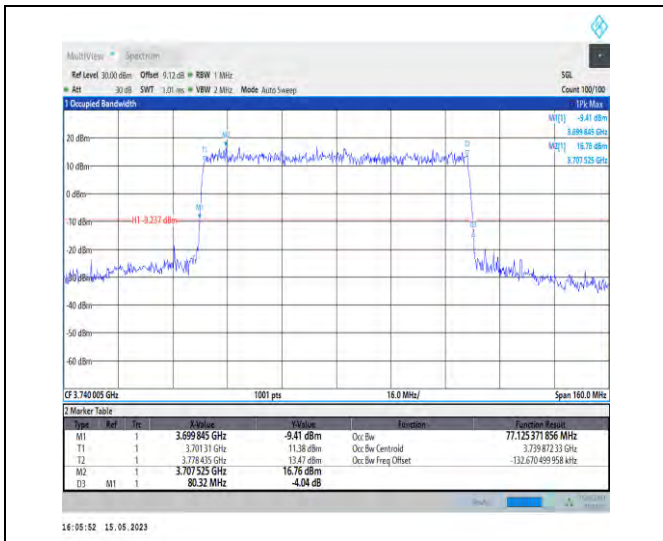 MultiView Spectrum
Ref Level 30.00 dBm Offset 9.12 dB RBW 1 MHz SGL
Att 30 dB SWT 1.01 ms VBW 2 MHz Mode Auto Sweep Count 100/100
1 Occupied Bandwidth 1Pk Max
M1[1] -9.41 dBm
3.699 845 GHz
M2[1] 16.76 dBm
3.707 525 GHz
20 dBm
M2
T1
T2
10 dBm
0 dBm
M1
-10 dBm
H1 -9.237 dBm
D3
-20 dBm
-30 dBm
-40 dBm
-50 dBm
-60 dBm
CF 3.740 005 GHz 1001 pts 16.0 MHz/ Span 160.0 MHz
2 Marker Table
Type Ref Trc X-Value Y-Value Function Function Result
M1 1 3.699 845 GHz -9.41 dBm Occ Bw 77.125 371 856 MHz
T1 1 3.701 31 GHz 11.38 dBm Occ Bw Centroid 3.739 872 33 GHz
T2 1 3.778 435 GHz 13.47 dBm Occ Bw Freq Offset -132.670 499 958 kHz
M2 1 3.707 525 GHz 16.76 dBm
D3 M1 1 80.32 MHz -4.04 dB
16:05:52 15.05.2023